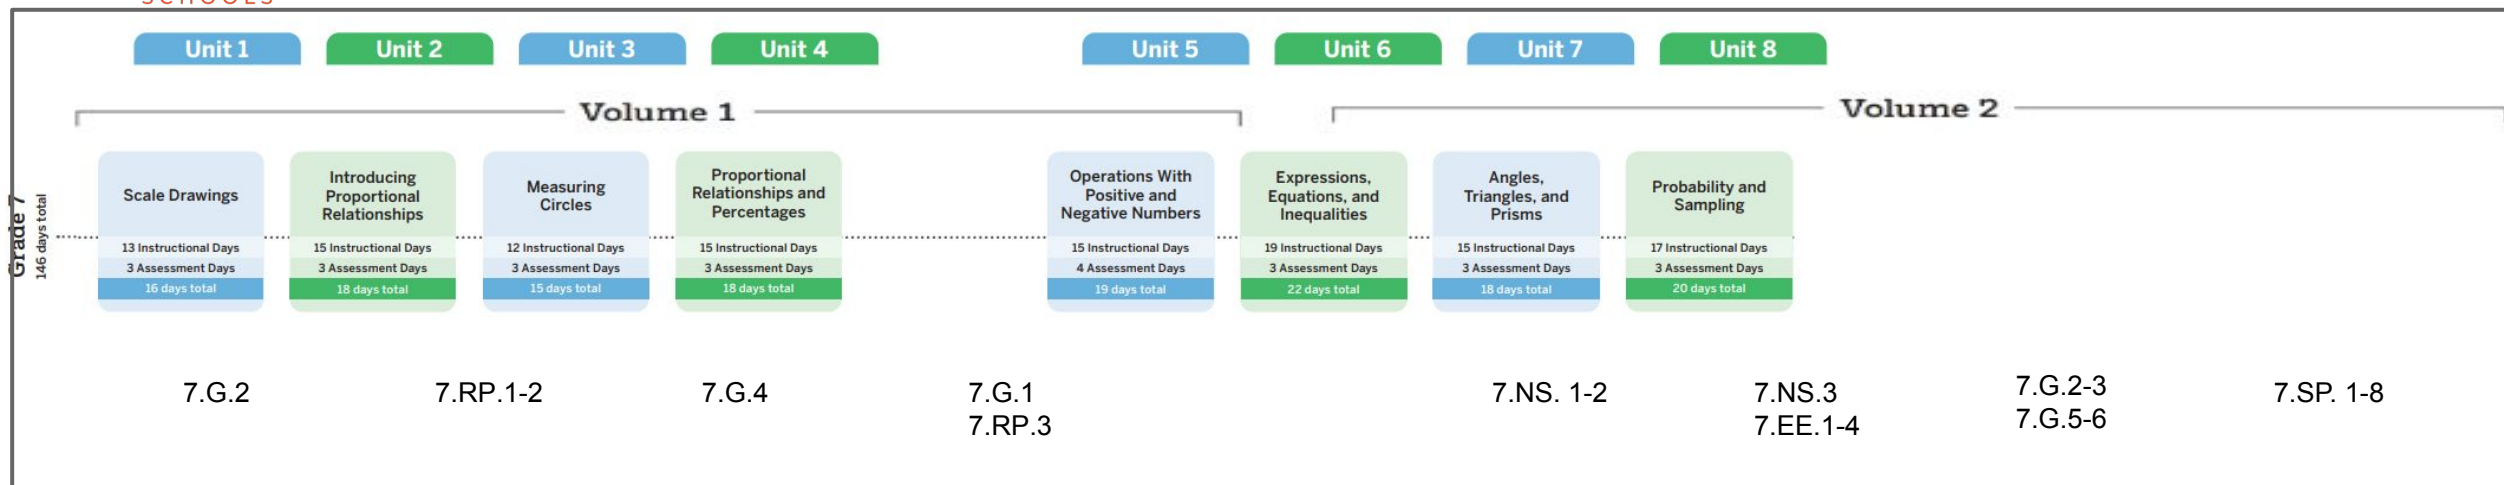 SCHOOLS
Unit 1
Unit 2
Unit 3
Unit 4
Unit 5
Unit 6
Unit 7
Unit 8
Volume 1
Volume 2
Grade 7
146 days total
Scale Drawings
13 Instructional Days
3 Assessment Days
16 days total
Introducing
Proportional
Relationships
15 Instructional Days
3 Assessment Days
18 days total
Measuring
Circles
12 Instructional Days
3 Assessment Days
15 days total
Proportional
Relationships and
Percentages
15 Instructional Days
3 Assessment Days
18 days total
Operations With
Positive and
Negative Numbers
15 Instructional Days
4 Assessment Days
19 days total
Expressions,
Equations, and
Inequalities
19 Instructional Days
3 Assessment Days
22 days total
Angles,
Triangles, and
Prisms
15 Instructional Days
3 Assessment Days
18 days total
Probability and
Sampling
17 Instructional Days
3 Assessment Days
20 days total
7.G.2
7.RP.1-2
7.G.4
7.G.1
7.RP.3
7.NS. 1-2
7.NS.3
7.EE.1-4
7.G.2-3
7.G.5-6
7.SP. 1-8